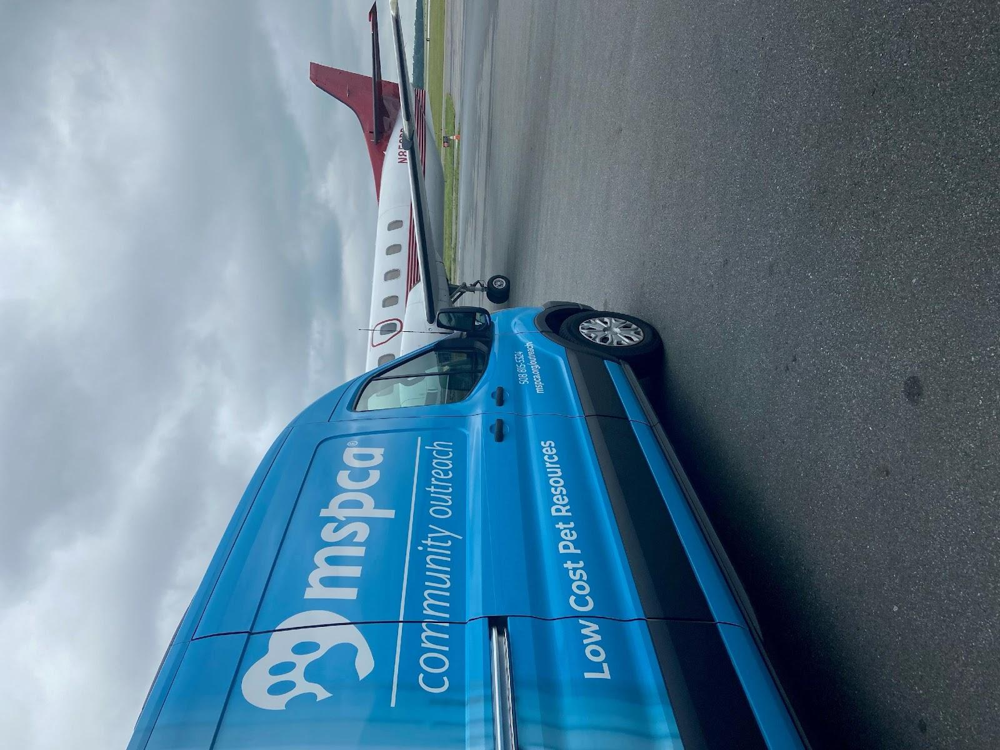 mspca®
community outreach
Low Cost Pet Resources
508 815-5324
mspca.org/outreach